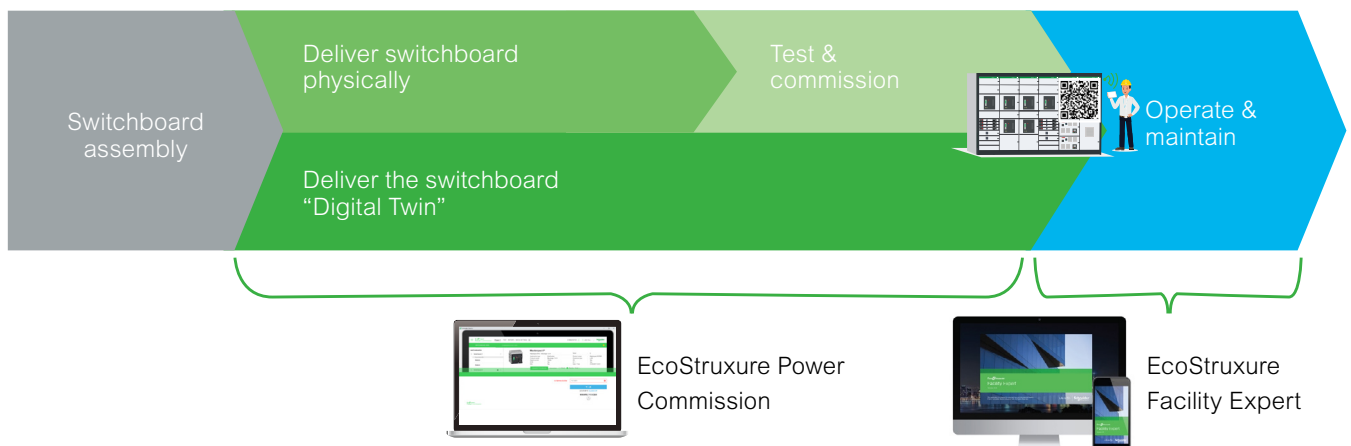 Switchboard
assembly
Deliver switchboard
physically
Test &
commission
Deliver the switchboard
“Digital Twin”
Operate &
maintain
EcoStruxure Power
Commission
EcoStruxure
Facility Expert